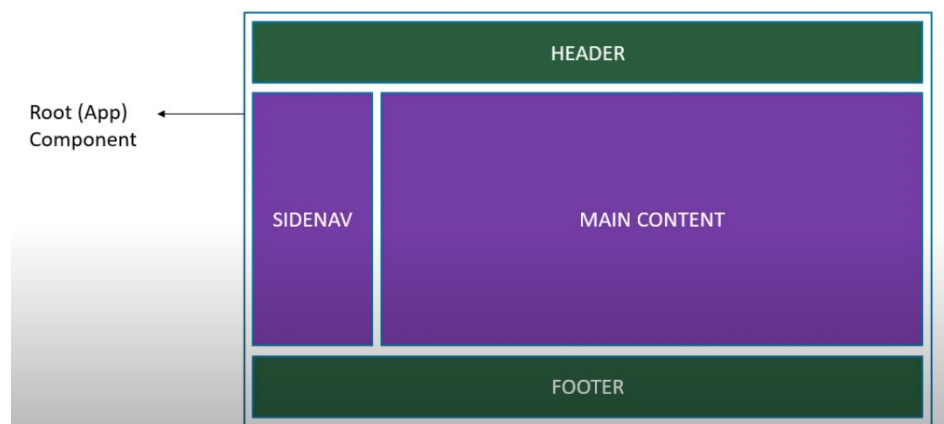 HEADER
Root (App)
Component
SIDENAV
MAIN CONTENT
FOOTER